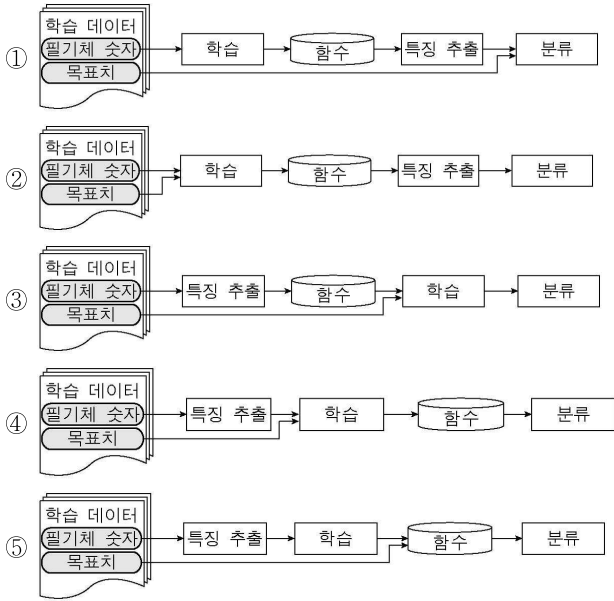 학습 데이터
① 필기체 숫자 학습 함수 특징 추출 분류
목표치
학습 데이터
② 필기체 숫자 학습 함수 특징 추출 분류
목표치
학습 데이터
③ 필기체 숫자 특징 추출 함수 학습 분류
목표치
학습 데이터
④ 필기체 숫자 특징 추출 학습 함수 분류
목표치
학습 데이터
⑤ 필기체 숫자 특징 추출 학습 함수 분류
목표치